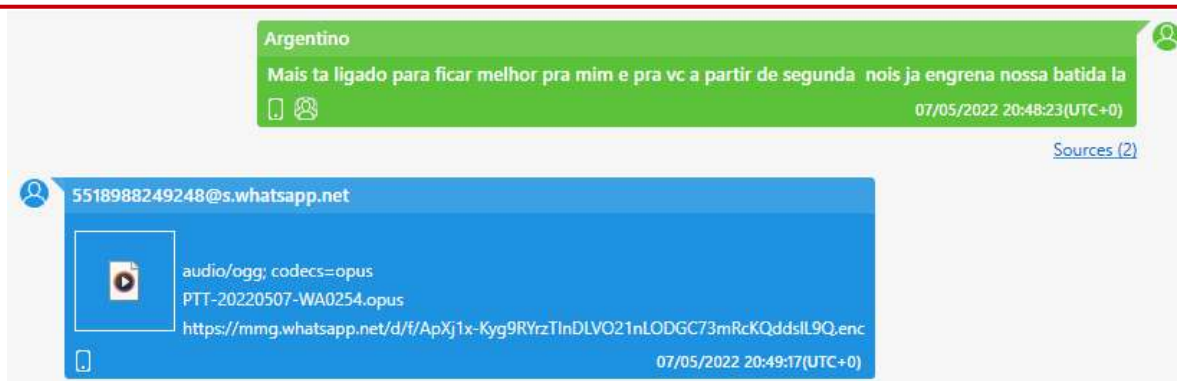 Argentino
Mais ta ligado para ficar melhor pra mim e pra vc a partir de segunda nois ja engrena nossa batida la
07/05/2022 20:48:23(UTC+0)
Sources (2)
5518988249248@s.whatsapp.net
audio/ogg; codecs=opus
PTT-20220507-WA0254.opus
https://mmg.whatsapp.net/d/f/ApXj1x-Kyg9RYrzTlnDLVO21nLODGC73mRcKQddslL9Q.enc
07/05/2022 20:49:17(UTC+0)